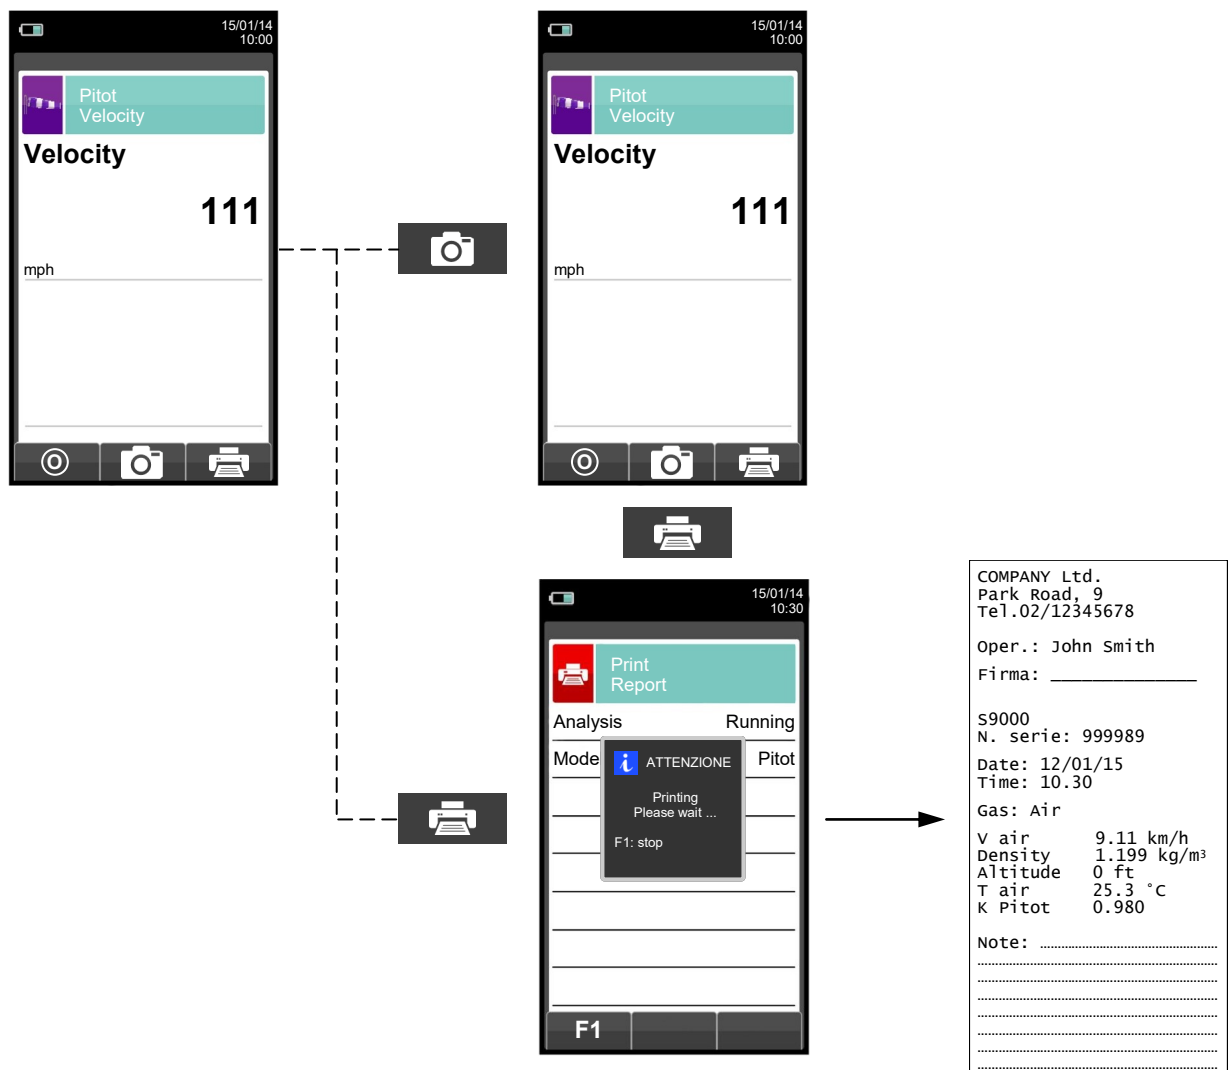 15/01/14
10:00
Pitot
Velocity
Velocity
111
mph
15/01/14
10:00
Pitot
Velocity
Velocity
111
mph
15/01/14
10:30
Print
Report
Analysis Running
Mode Pitot
i ATTENZIONE
Printing
Please wait ...
F1: stop
F1
COMPANY Ltd.
Park Road, 9
Tel.02/12345678
Oper.: John Smith
Firma: ______________
S9000
N. serie: 999989
Date: 12/01/15
Time: 10.30
Gas: Air
V air 9.11 km/h
Density 1.199 kg/m³
Altitude 0 ft
T air 25.3 °C
K Pitot 0.980
Note: ..................................................